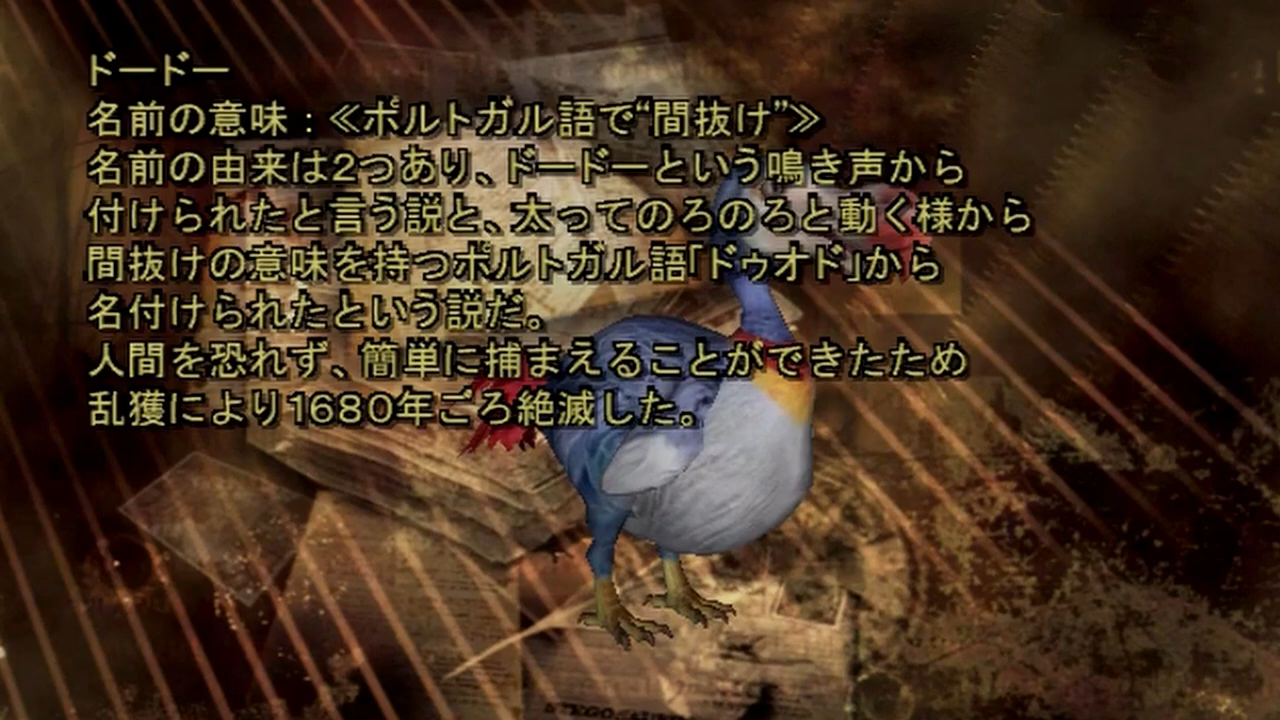 ドードー
名前の意味：≪ポルトガル語で“間抜け”≫
名前の由来は2つあり、ドードーという鳴き声から
付けられたと言う説と、太ってのろのろと動く様から
間抜けの意味を持つポルトガル語｢ドゥオド｣から
名付けられたという説だ。
人間を恐れず、簡単に捕まえることができたため
乱獲により1680年ごろ絶滅した。